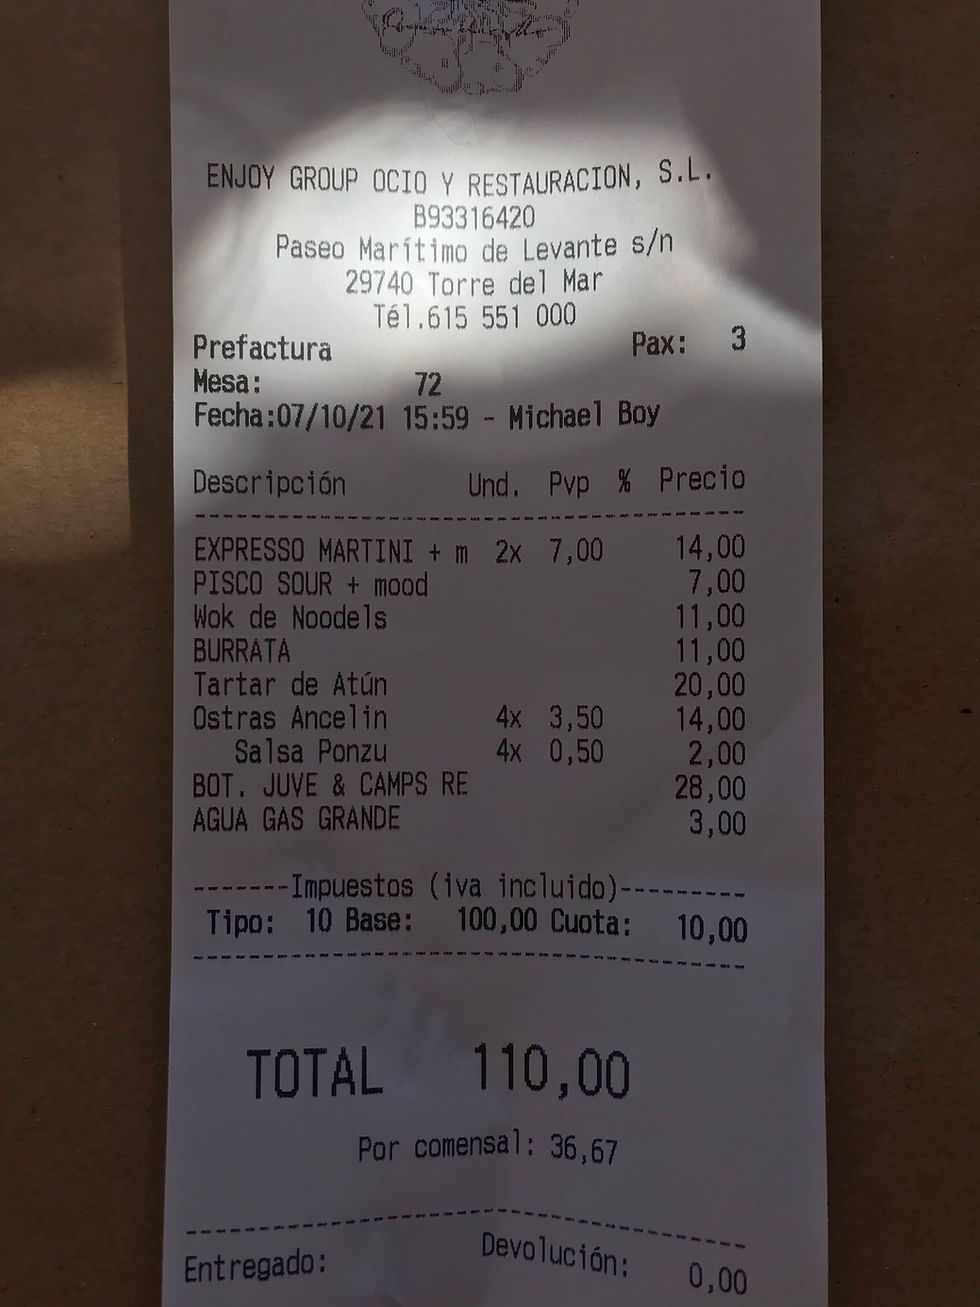 ENJOY GROUP OCIO Y RESTAURACION, S.L.
B93316420
Paseo Marítimo de Levante s/n
29740 Torre del Mar
Tél.615 551 000
Prefactura Pax: 3
Mesa: 72
Fecha:07/10/21 15:59 - Michael Boy
Descripción Und. Pvp % Precio
EXPRESSO MARTINI + m 2x 7,00 14,00
PISCO SOUR + mood 7,00
Wok de Noodels 11,00
BURRATA 11,00
Tartar de Atún 20,00
Ostras Ancelin 4x 3,50 14,00
Salsa Ponzu 4x 0,50 2,00
BOT. JUVE & CAMPS RE 28,00
AGUA GAS GRANDE 3,00
-------Impuestos (iva incluido)---------
Tipo: 10 Base: 100,00 Cuota: 10,00
TOTAL 110,00
Por comensal: 36,67
Entregado: Devolución: 0,00